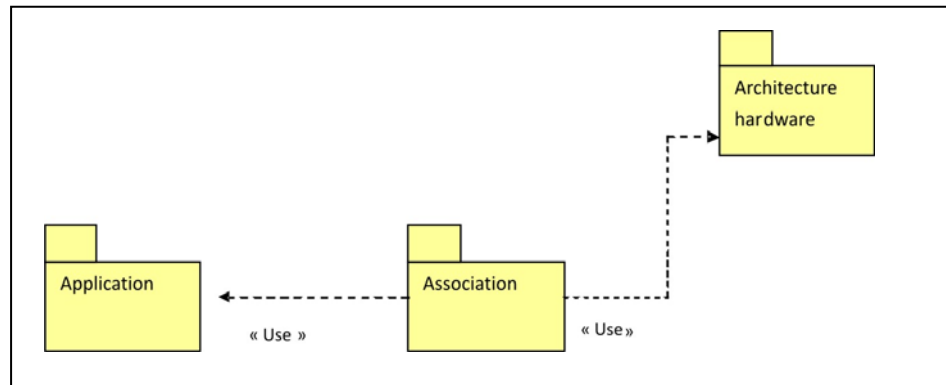 Architecture
hardware
Application
Association
« Use »
« Use »